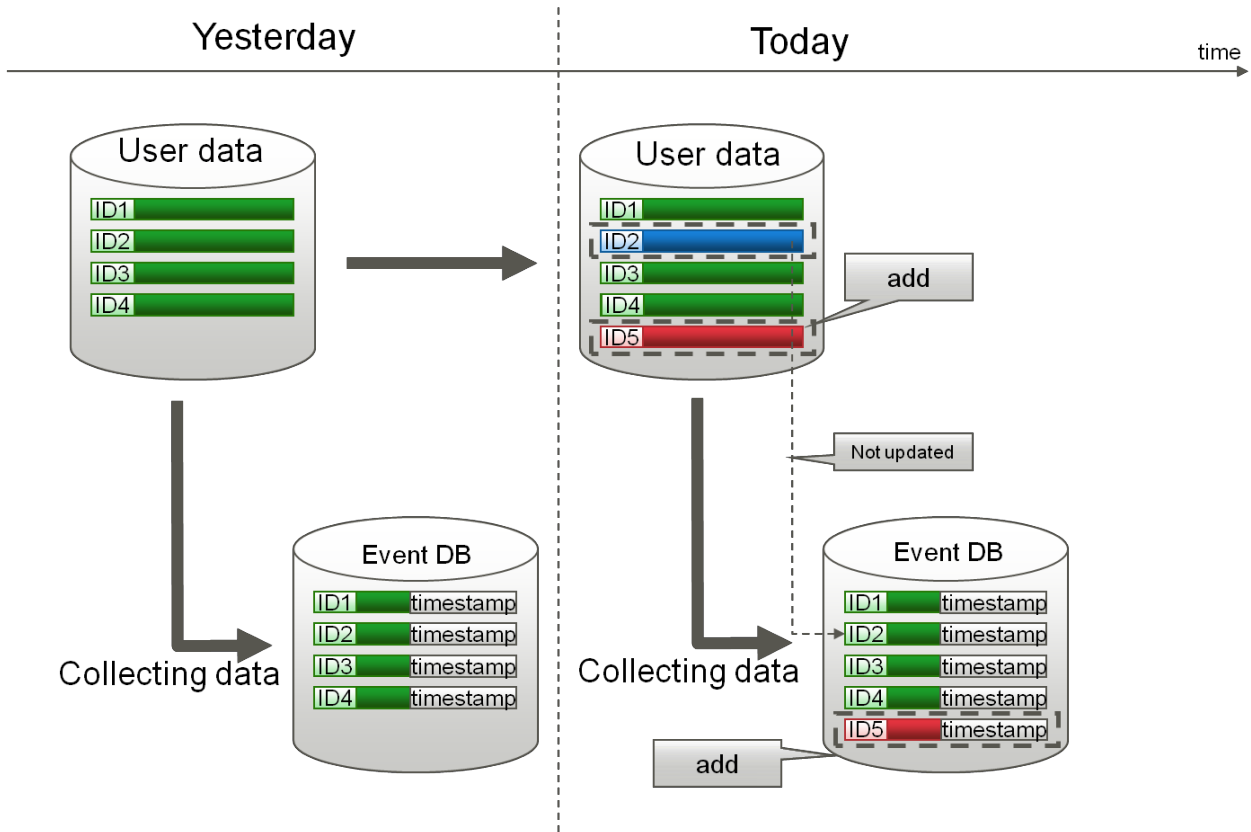 Yesterday
Today
time
User data
ID1
ID2
ID3
ID4
User data
ID1
ID2
ID3
ID4
ID5
add
Not updated
Event DB
ID1 timestamp
ID2 timestamp
ID3 timestamp
ID4 timestamp
Collecting data
Event DB
ID1 timestamp
ID2 timestamp
ID3 timestamp
ID4 timestamp
ID5 timestamp
Collecting data
add